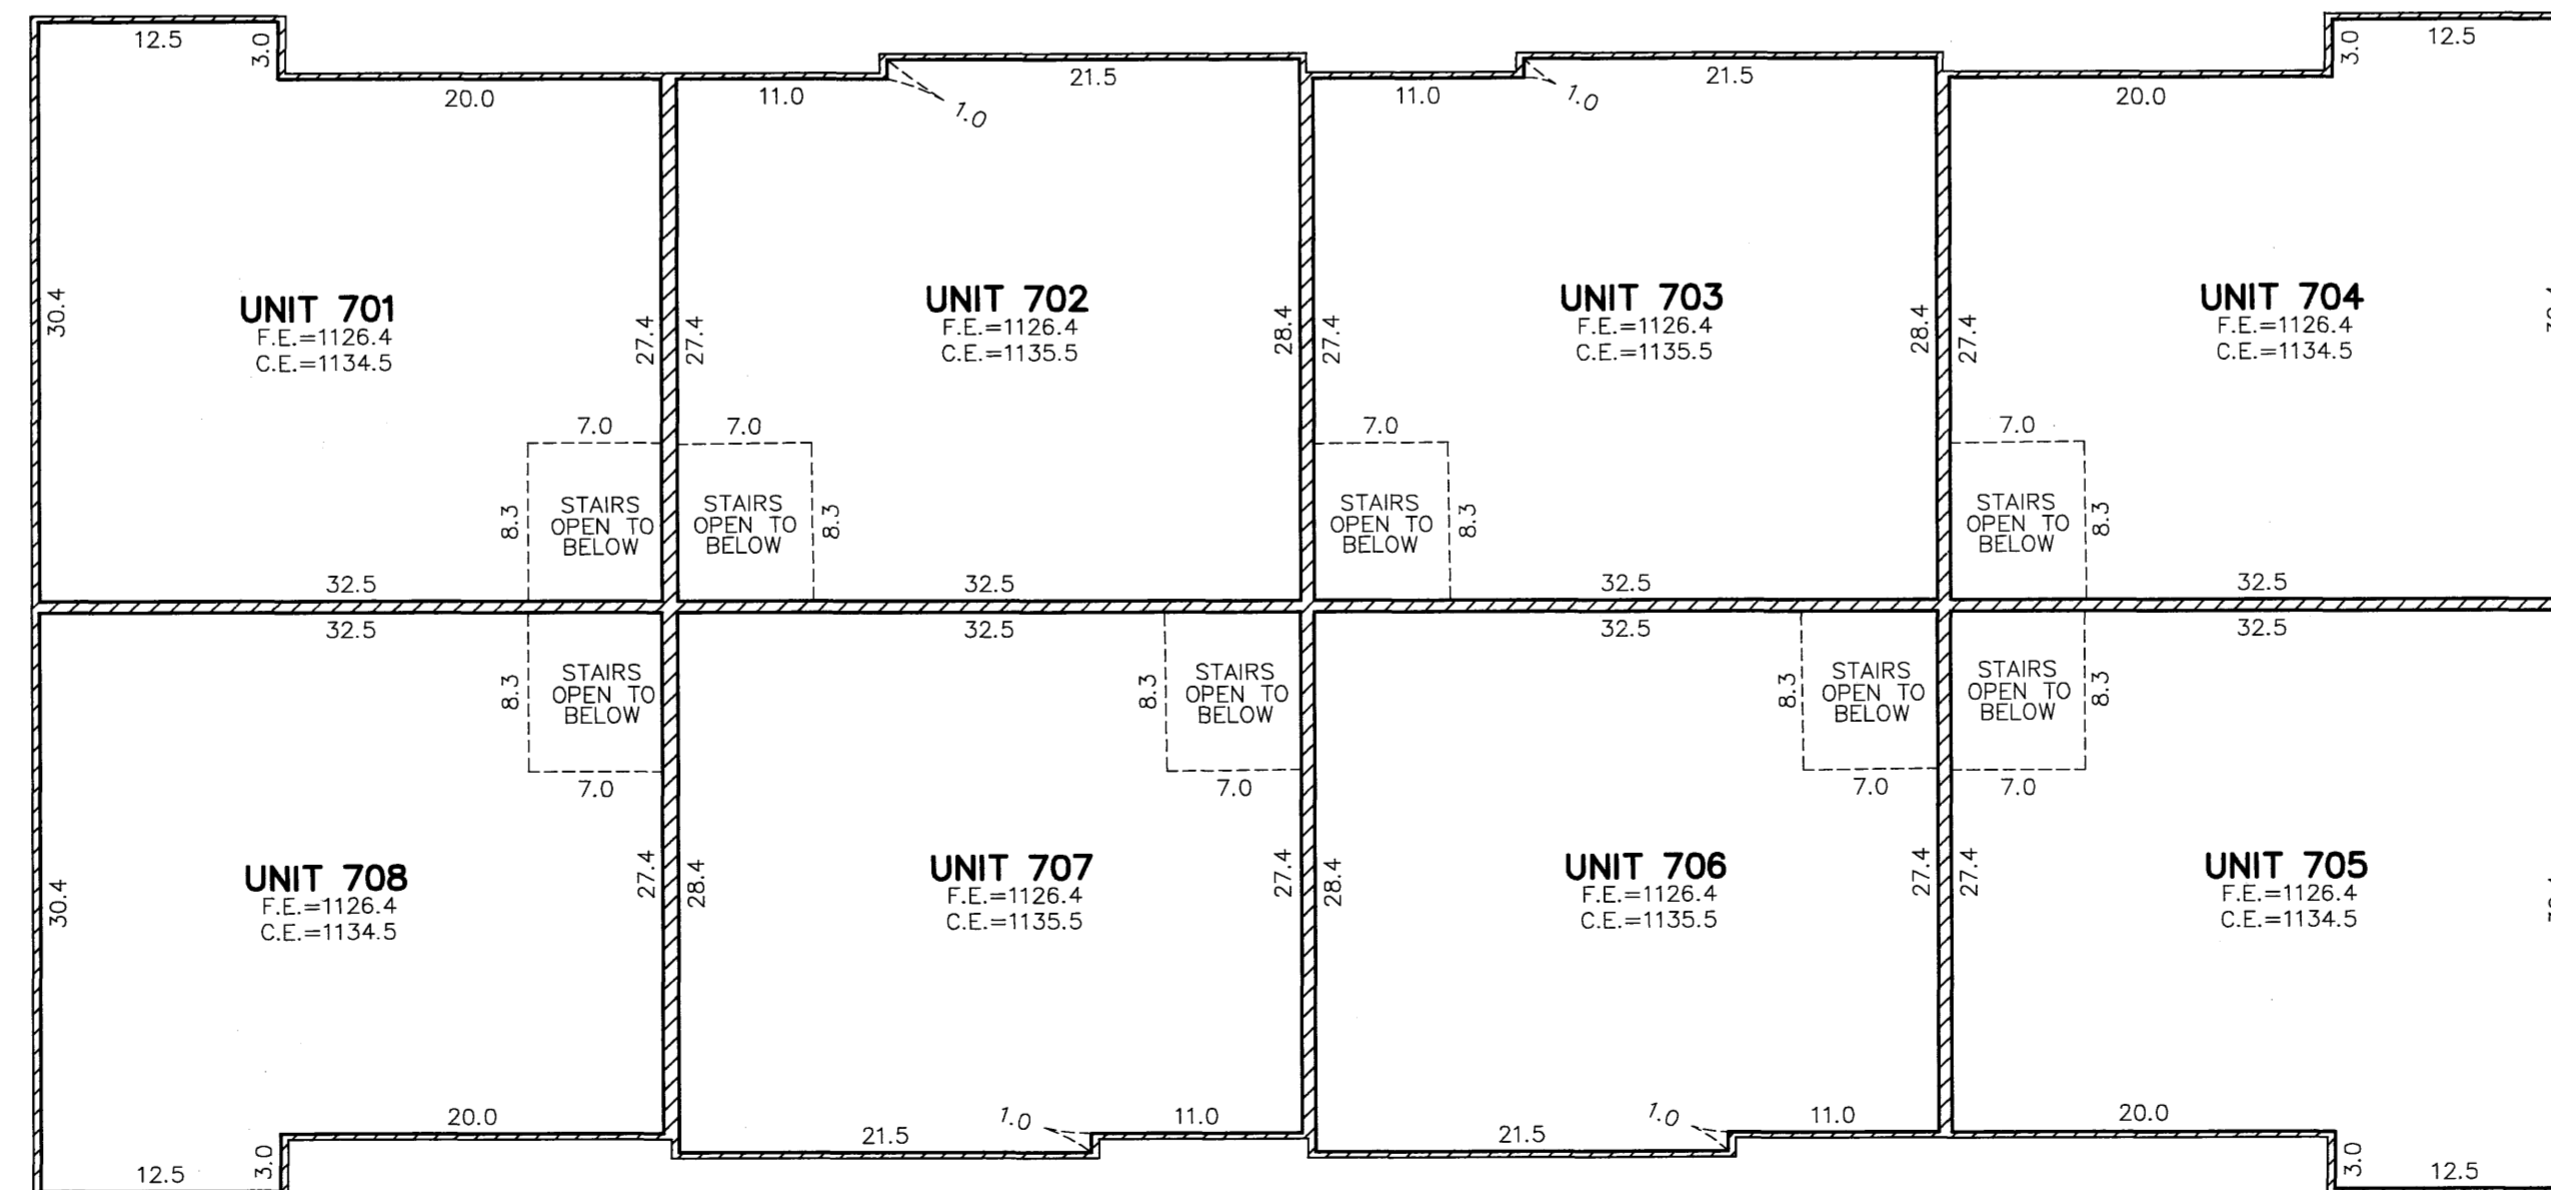 12.5
3.0
20.0
11.0
1.0
21.5
11.0
1.0
21.5
20.0
3.0
12.5
UNIT 701
F.E.=1126.4
C.E.=1134.5
30.4
27.4
7.0
8.3
STAIRS
OPEN TO
BELOW
32.5
UNIT 702
F.E.=1126.4
C.E.=1135.5
27.4
28.4
7.0
STAIRS
OPEN TO
BELOW
8.3
32.5
UNIT 703
F.E.=1126.4
C.E.=1135.5
27.4
28.4
7.0
STAIRS
OPEN TO
BELOW
8.3
32.5
UNIT 704
F.E.=1126.4
C.E.=1134.5
27.4
7.0
STAIRS
OPEN TO
BELOW
8.3
32.5
32.5
8.3
STAIRS
OPEN TO
BELOW
7.0
UNIT 708
F.E.=1126.4
C.E.=1134.5
30.4
27.4
20.0
3.0
12.5
32.5
8.3
STAIRS
OPEN TO
BELOW
7.0
UNIT 707
F.E.=1126.4
C.E.=1135.5
28.4
27.4
21.5
1.0
11.0
32.5
8.3
STAIRS
OPEN TO
BELOW
7.0
UNIT 706
F.E.=1126.4
C.E.=1135.5
28.4
27.4
21.5
1.0
11.0
32.5
STAIRS
OPEN TO
BELOW
8.3
7.0
UNIT 705
F.E.=1126.4
C.E.=1134.5
27.4
20.0
3.0
12.5